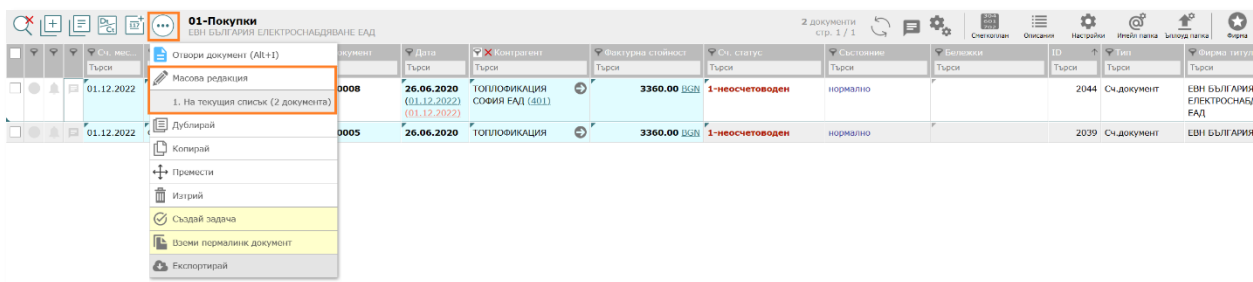 01-Покупки
ЕВН БЪЛГАРИЯ ЕЛЕКТРОСНАБДЯВАНЕ ЕАД
2 документи
стр. 1 / 1
Сметкоплан
Описания
Настройки
Имейл папка
Ъплоуд папка
Фирма
Сч. мес...
Дата
Контрагент
Фактурна стойност
Сч. статус
Състояние
Бележки
ID
Тип
Фирма титул
Търси
Търси
Търси
Търси
Търси
Търси
Търси
Търси
Търси
Търси
01.12.2022
0008
26.06.2020
(01.12.2022)
(01.12.2022)
ТОПЛОФИКАЦИЯ
СОФИЯ ЕАД (401)
3360.00 BGN
1-неосчетоводен
нормално
2044
Сч.документ
ЕВН БЪЛГАРИЯ
ЕЛЕКТРОСНАБД
ЕАД
01.12.2022
0005
26.06.2020
ТОПЛОФИКАЦИЯ
3360.00 BGN
1-неосчетоводен
нормално
2039
Сч.документ
ЕВН БЪЛГАРИЯ
Отвори документ (Alt+I)
Масова редакция
1. На текущия списък (2 документа)
Дублирай
Копирай
Премести
Изтрий
Създай задача
Вземи пермалинк документ
Експортирай